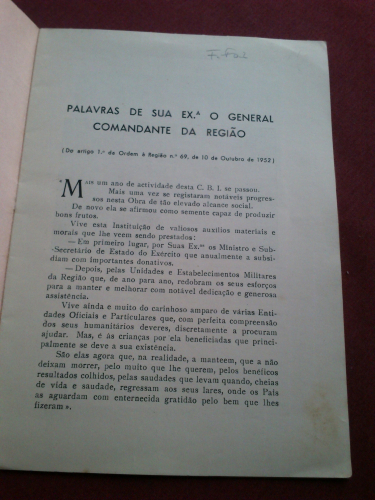 PALAVRAS DE SUA EX.A O GENERAL
COMANDANTE DA REGIÃO
(Do artigo 1.º da Ordem à Região n.º 69, de 10 de Outubro de 1952)
«Mais um ano de actividade desta C. B. I. se passou.
Mais uma vez se registaram notáveis progres-
sos nesta Obra de tão elevado alcance social.
De novo ela se afirmou como semente capaz de produzir
bons frutos.
Vive esta Instituição de valiosos auxílios materiais e
morais que lhe veem sendo prestados:
— Em primeiro lugar, por Suas Ex.as os Ministro e Sub-
-Secretário de Estado do Exército que anualmente a subsi-
diam com importantes donativos.
— Depois, pelas Unidades e Estabelecimentos Militares
da Região que, de ano para ano, redobram os seus esforços
para a manter e melhorar com notável dedicação e generosa
assistência.
Vive ainda e muito do carinhoso amparo de várias Enti-
dades Oficiais e Particulares que, com perfeita compreensão
dos seus humanitários deveres, discretamente a procuram
ajudar. Mas, é às crianças por ela beneficiadas que princi-
palmente se deve a sua existência.
São elas agora que, na realidade, a manteem, que a não
deixam morrer, pelo muito que lhe querem, pelos benéficos
resultados colhidos, pelas saudades que levam quando, cheias
de vida e saudade, regressam aos seus lares, onde os Pais
as aguardam com enternecida gratidão pelo bem que lhes
fizeram».